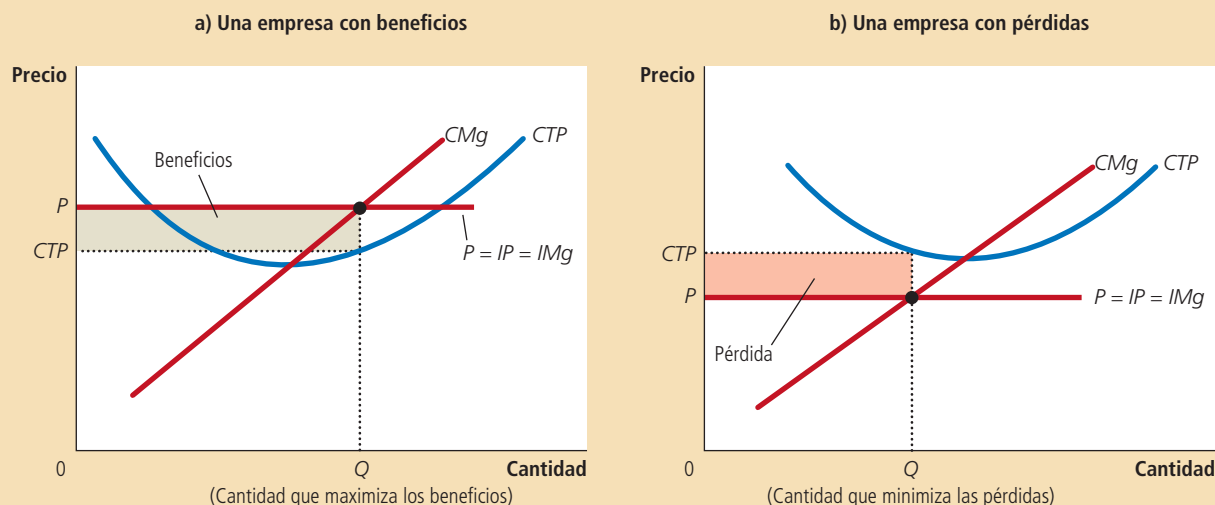 a) Una empresa con beneficios
Precio
CMg
CTP
Beneficios
P
CTP
P = IP = IMg
0
Q
Cantidad
(Cantidad que maximiza los beneficios)
b) Una empresa con pérdidas
Precio
CMg
CTP
CTP
P
P = IP = IMg
Pérdida
0
Q
Cantidad
(Cantidad que minimiza las pérdidas)